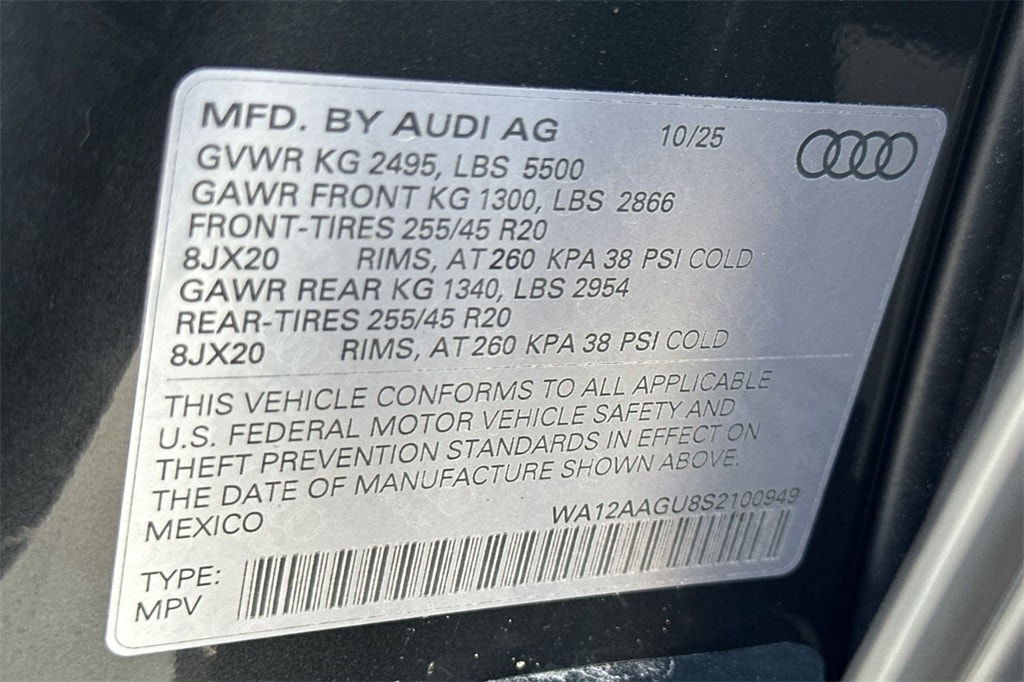 MFD. BY AUDI AG 10/25
GVWR KG 2495, LBS 5500
GAWR FRONT KG 1300, LBS 2866
FRONT-TIRES 255/45 R20
8JX20 RIMS, AT 260 KPA 38 PSI COLD
GAWR REAR KG 1340, LBS 2954
REAR-TIRES 255/45 R20
8JX20 RIMS, AT 260 KPA 38 PSI COLD
THIS VEHICLE CONFORMS TO ALL APPLICABLE
U.S. FEDERAL MOTOR VEHICLE SAFETY AND
THEFT PREVENTION STANDARDS IN EFFECT ON
THE DATE OF MANUFACTURE SHOWN ABOVE.
MEXICO WA12AAGU8S2100949
TYPE:
MPV